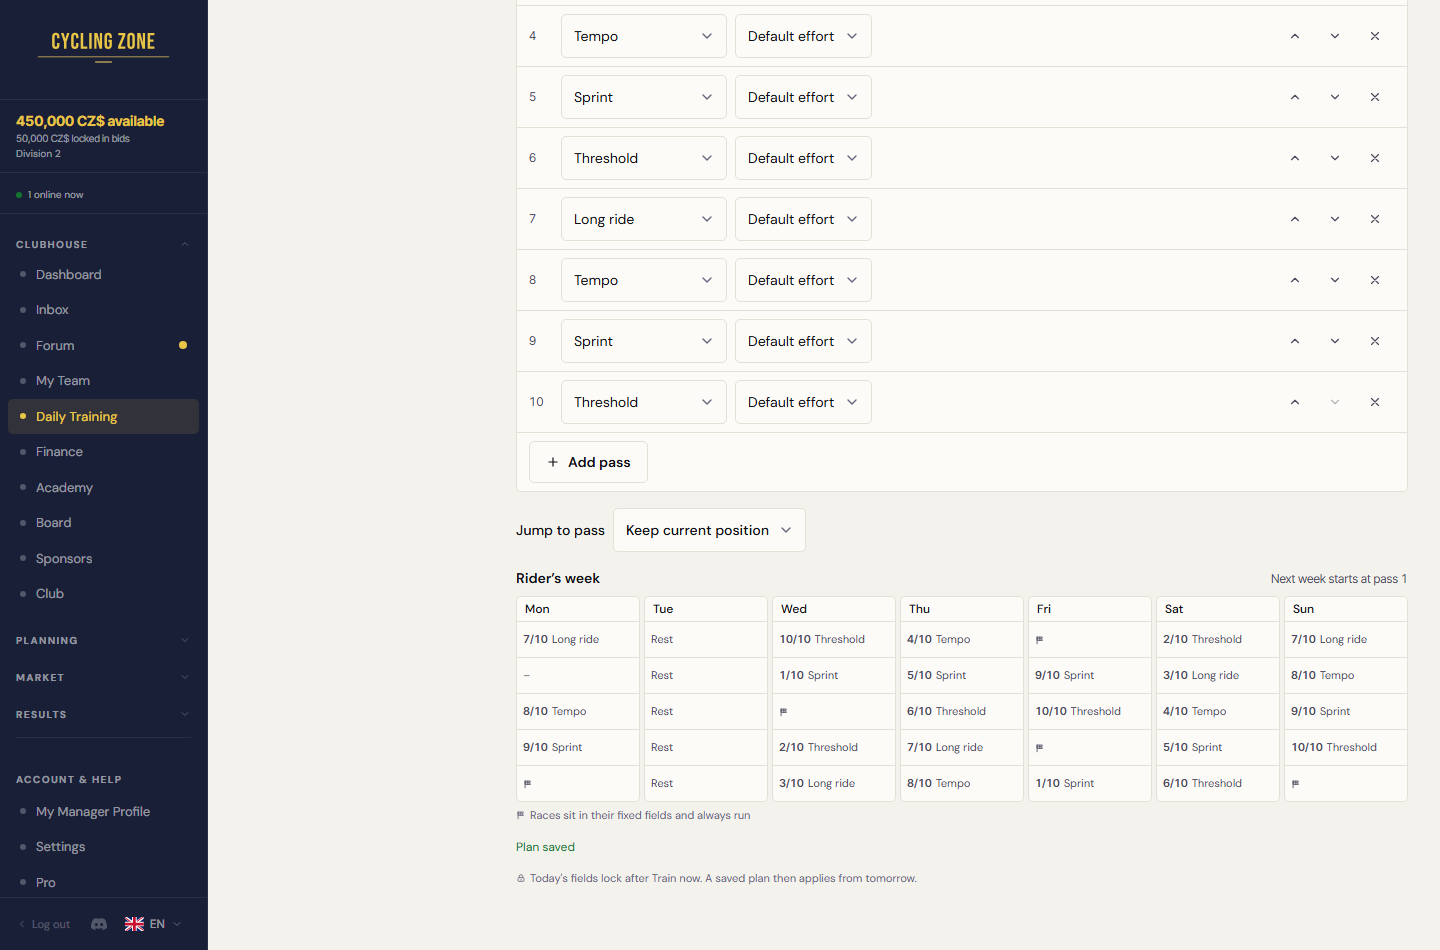 CYCLING ZONE
450,000 CZ$ available
50,000 CZ$ locked in bids
Division 2
1 online now
CLUBHOUSE
Dashboard
Inbox
Forum
My Team
Daily Training
Finance
Academy
Board
Sponsors
Club
PLANNING
MARKET
RESULTS
ACCOUNT & HELP
My Manager Profile
Settings
Pro
Log out
EN
4 Tempo Default effort
5 Sprint Default effort
6 Threshold Default effort
7 Long ride Default effort
8 Tempo Default effort
9 Sprint Default effort
10 Threshold Default effort
+ Add pass
Jump to pass Keep current position
Rider's week Next week starts at pass 1
Mon Tue Wed Thu Fri Sat Sun
7/10 Long ride Rest 10/10 Threshold 4/10 Tempo 2/10 Threshold 7/10 Long ride
– Rest 1/10 Sprint 5/10 Sprint 9/10 Sprint 3/10 Long ride 8/10 Tempo
8/10 Tempo Rest 6/10 Threshold 10/10 Threshold 4/10 Tempo 9/10 Sprint
9/10 Sprint Rest 2/10 Threshold 7/10 Long ride 5/10 Sprint 10/10 Threshold
Rest 3/10 Long ride 8/10 Tempo 1/10 Sprint 6/10 Threshold
Races sit in their fixed fields and always run
Plan saved
Today's fields lock after Train now. A saved plan then applies from tomorrow.